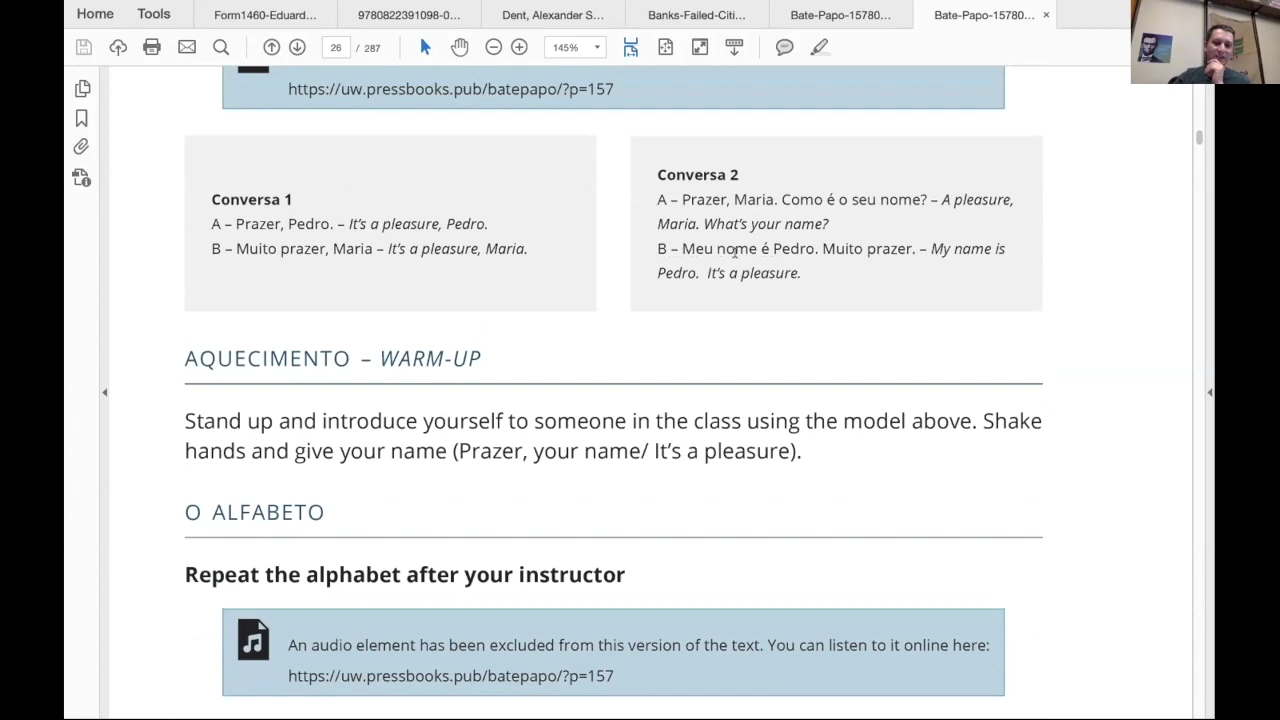 Home Tools Form1460-Eduard... 9780822391098-0... Dent, Alexander S... Banks-Failed-Citi... Bate-Papo-15780... Bate-Papo-15780... ×
26 / 287 145%
https://uw.pressbooks.pub/batepapo/?p=157
Conversa 1
A – Prazer, Pedro. – It's a pleasure, Pedro.
B – Muito prazer, Maria – It's a pleasure, Maria.
Conversa 2
A – Prazer, Maria. Como é o seu nome? – A pleasure,
Maria. What's your name?
B – Meu nome é Pedro. Muito prazer. – My name is
Pedro.  It's a pleasure.
AQUECIMENTO – WARM-UP
Stand up and introduce yourself to someone in the class using the model above. Shake
hands and give your name (Prazer, your name/ It's a pleasure).
O ALFABETO
Repeat the alphabet after your instructor
An audio element has been excluded from this version of the text. You can listen to it online here:
https://uw.pressbooks.pub/batepapo/?p=157